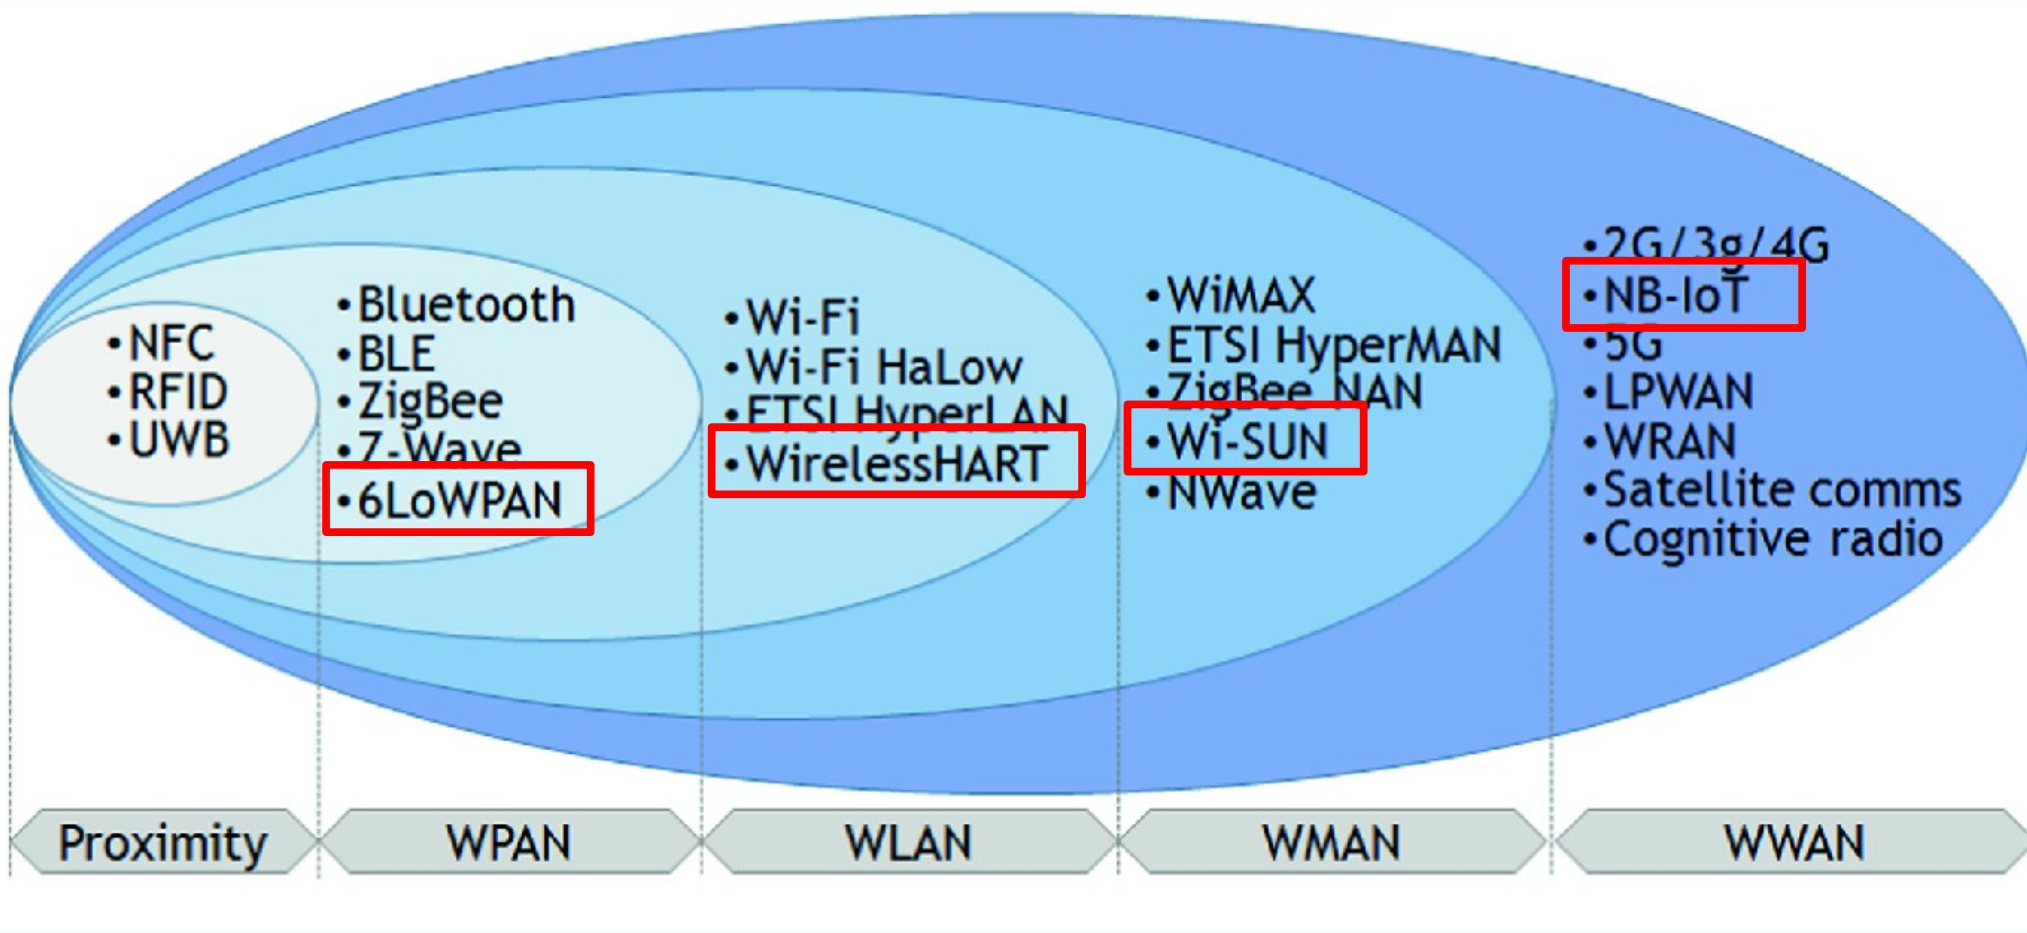 •NFC
•RFID
•UWB
•Bluetooth
•BLE
•ZigBee
•Z-Wave
•6LoWPAN
•Wi-Fi
•Wi-Fi HaLow
•ETSI HyperLAN
•WirelessHART
•WiMAX
•ETSI HyperMAN
•ZigBee NAN
•Wi-SUN
•NWave
•2G/3g/4G
•NB-IoT
•5G
•LPWAN
•WRAN
•Satellite comms
•Cognitive radio
Proximity
WPAN
WLAN
WMAN
WWAN